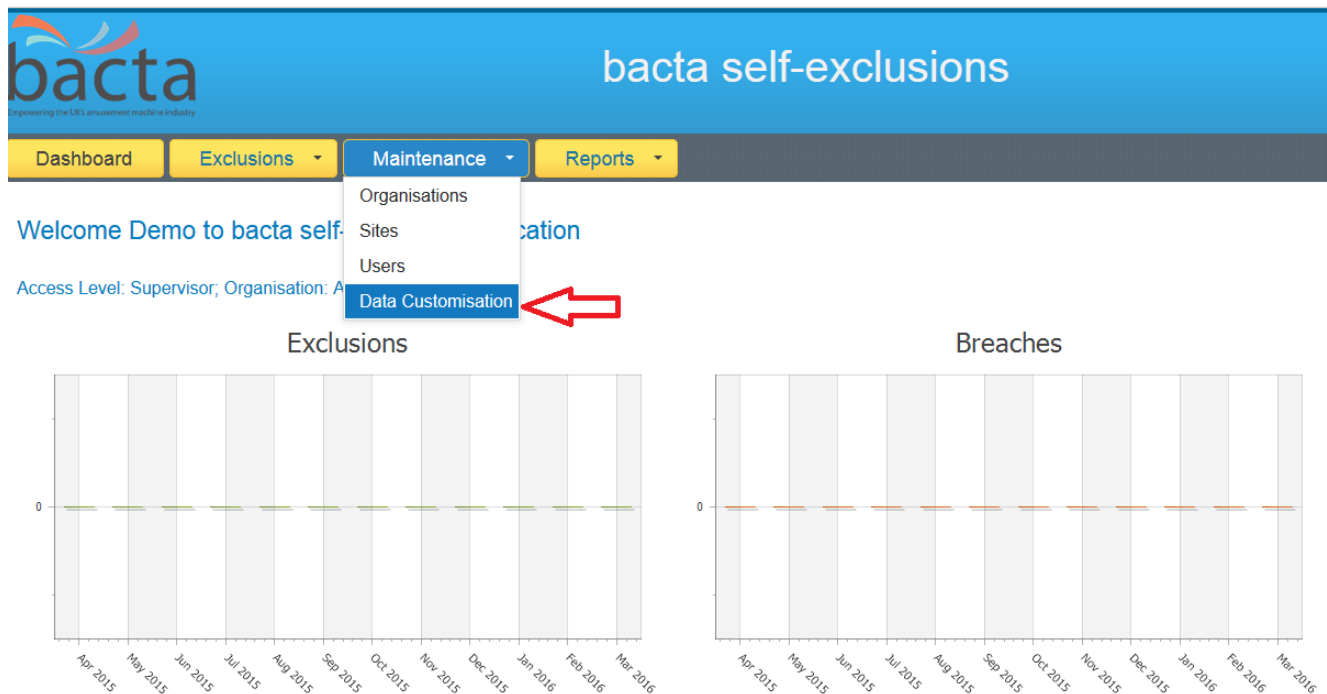 bacta
Empowering the UK's amusement machine industry
bacta self-exclusions
Dashboard Exclusions Maintenance Reports
Organisations
Sites
Users
Data Customisation
Welcome Demo to bacta self- cation
Access Level: Supervisor; Organisation: A
Exclusions
0
Apr 2015 May 2015 Jun 2015 Jul 2015 Aug 2015 Sep 2015 Oct 2015 Nov 2015 Dec 2015 Jan 2016 Feb 2016 Mar 2016
Breaches
0
Apr 2015 May 2015 Jun 2015 Jul 2015 Aug 2015 Sep 2015 Oct 2015 Nov 2015 Dec 2015 Jan 2016 Feb 2016 Mar 2016